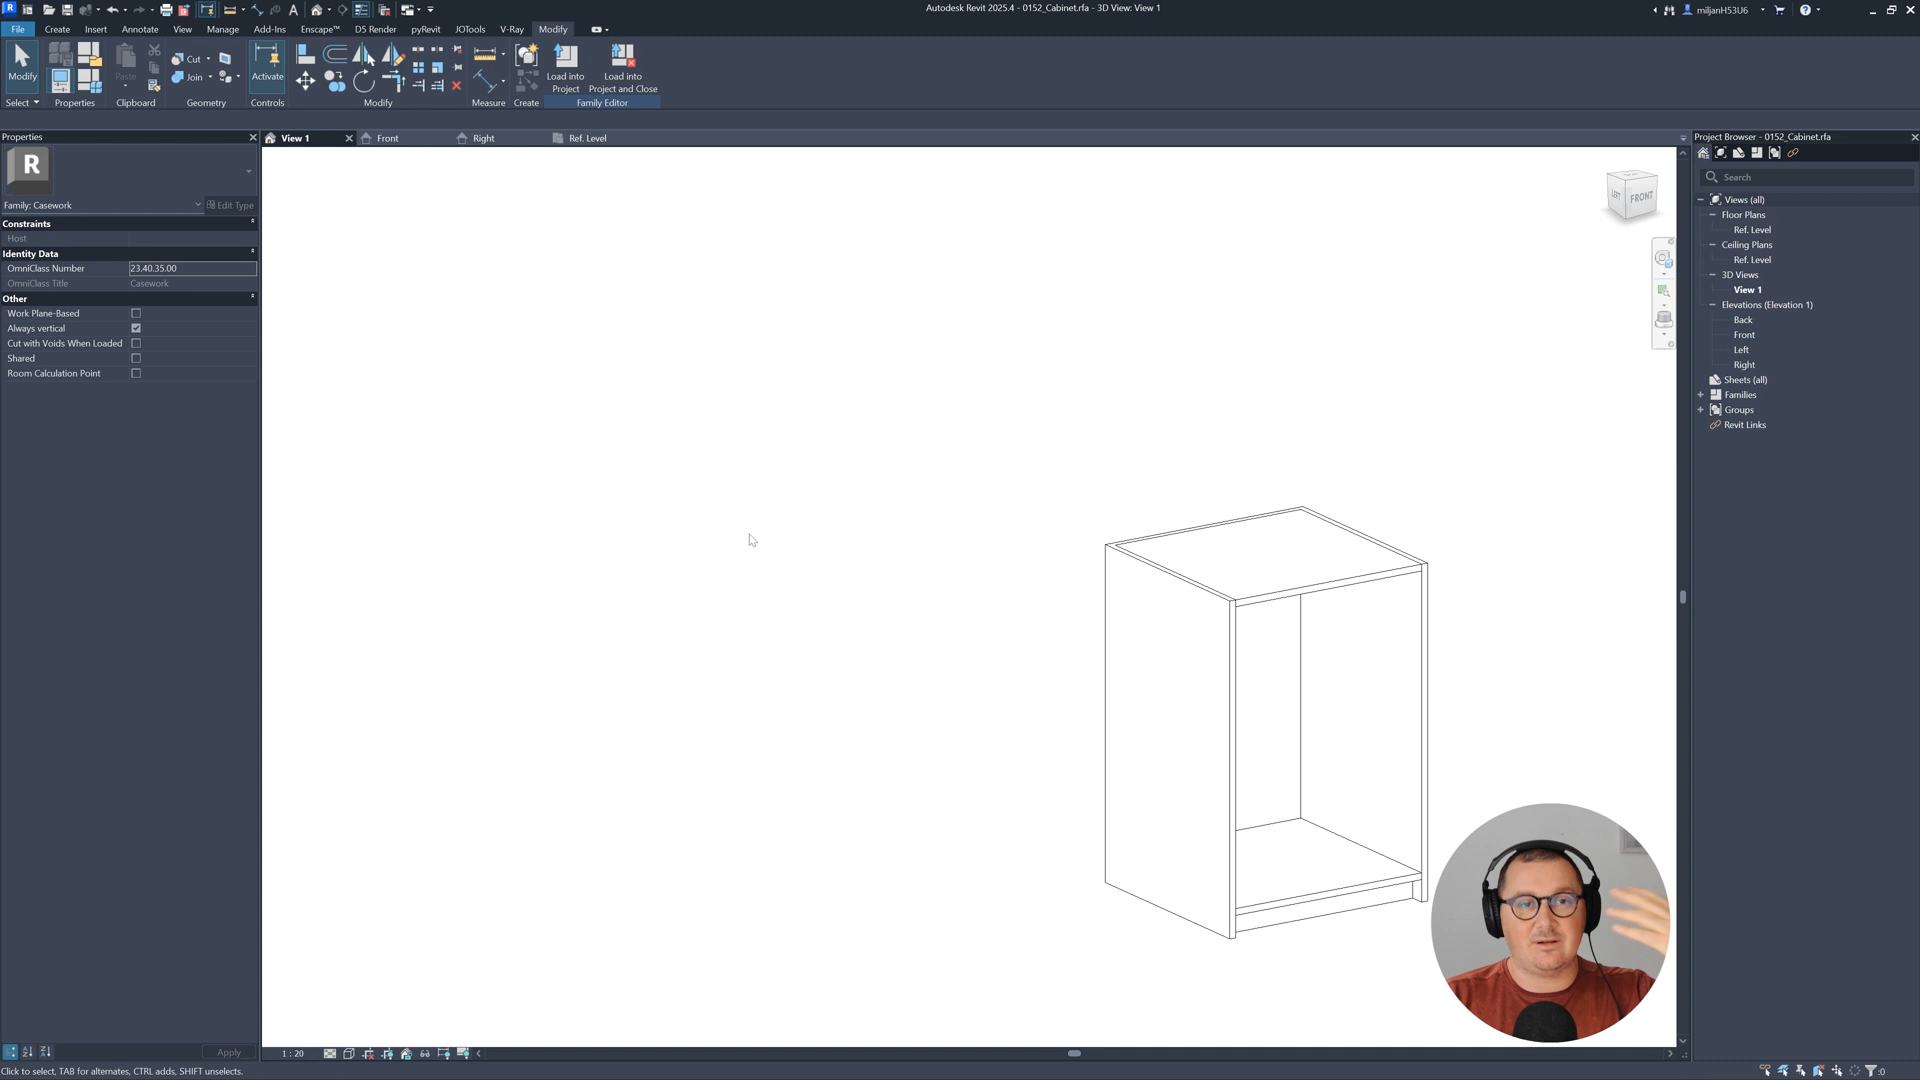 Autodesk Revit 2025.4 - 0152_Cabinet.rfa - 3D View: View 1
miljanH53U6
File Create Insert Annotate View Manage Add-Ins Enscape™ D5 Render pyRevit JOTools V-Ray Modify
Modify
Paste
Cut
Join
Activate
Load into Project
Load into Project and Close
Select Properties Clipboard Geometry Controls Modify Measure Create Family Editor
Properties
View 1
Front
Right
Ref. Level
R
Family: Casework
Edit Type
Constraints
Host
Identity Data
OmniClass Number 23.40.35.00
OmniClass Title Casework
Other
Work Plane-Based
Always vertical
Cut with Voids When Loaded
Shared
Room Calculation Point
LEFT FRONT
Project Browser - 0152_Cabinet.rfa
Search
Views (all)
Floor Plans
Ref. Level
Ceiling Plans
Ref. Level
3D Views
View 1
Elevations (Elevation 1)
Back
Front
Left
Right
Sheets (all)
Families
Groups
Revit Links
Apply
1 : 20
Click to select, TAB for alternates, CTRL adds, SHIFT unselects.
:0